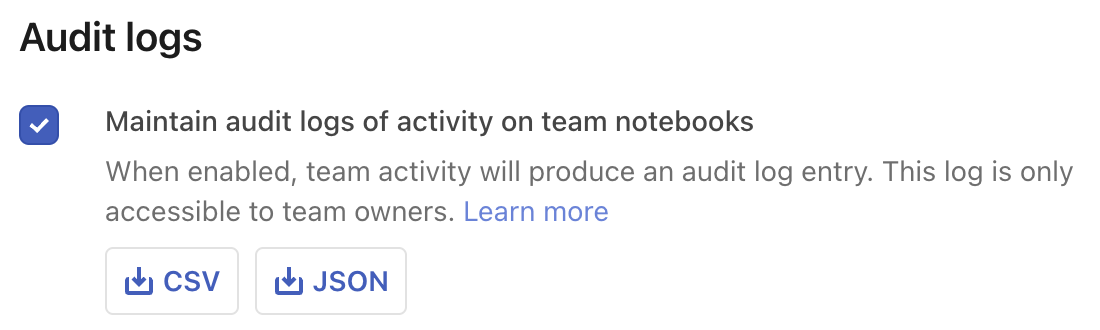 Audit logs
Maintain audit logs of activity on team notebooks
When enabled, team activity will produce an audit log entry. This log is only
accessible to team owners. Learn more
CSV JSON